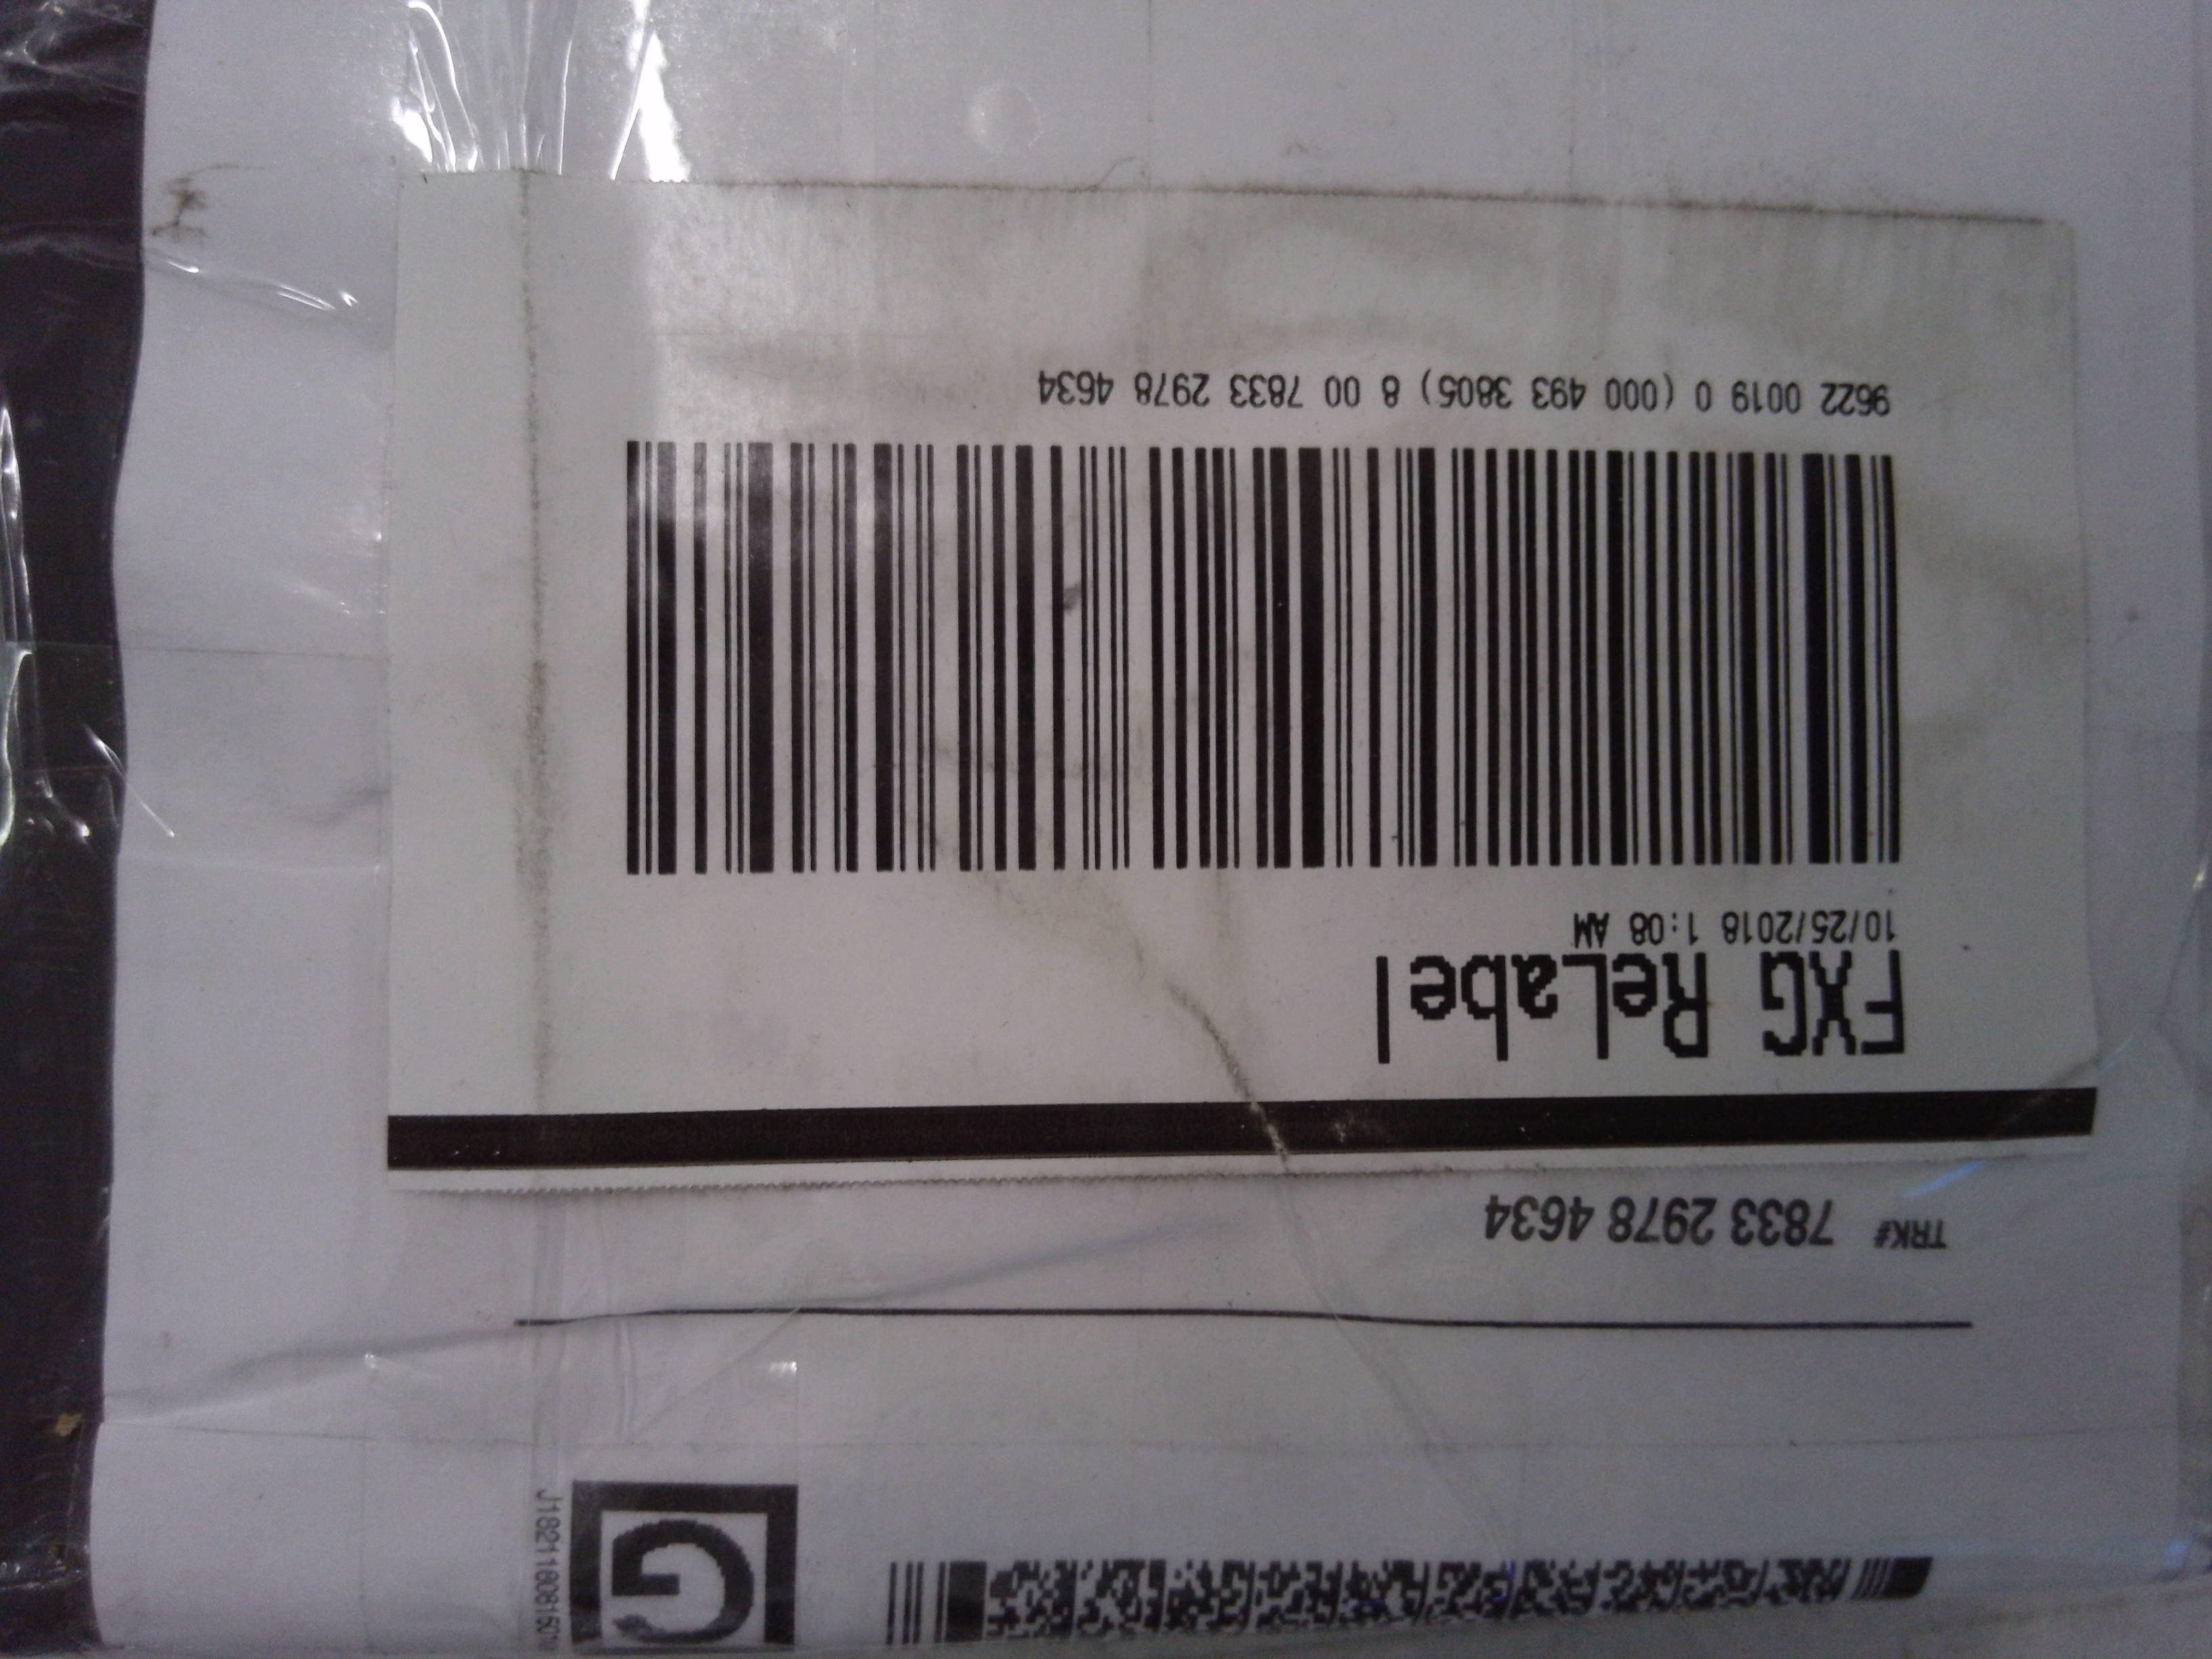 G
J182118081501
TRK# 7833 2978 4634
FXG ReLabel
10/25/2018 1:08 AM
9622 0019 0 (000 493 3805) 8 00 7833 2978 4634